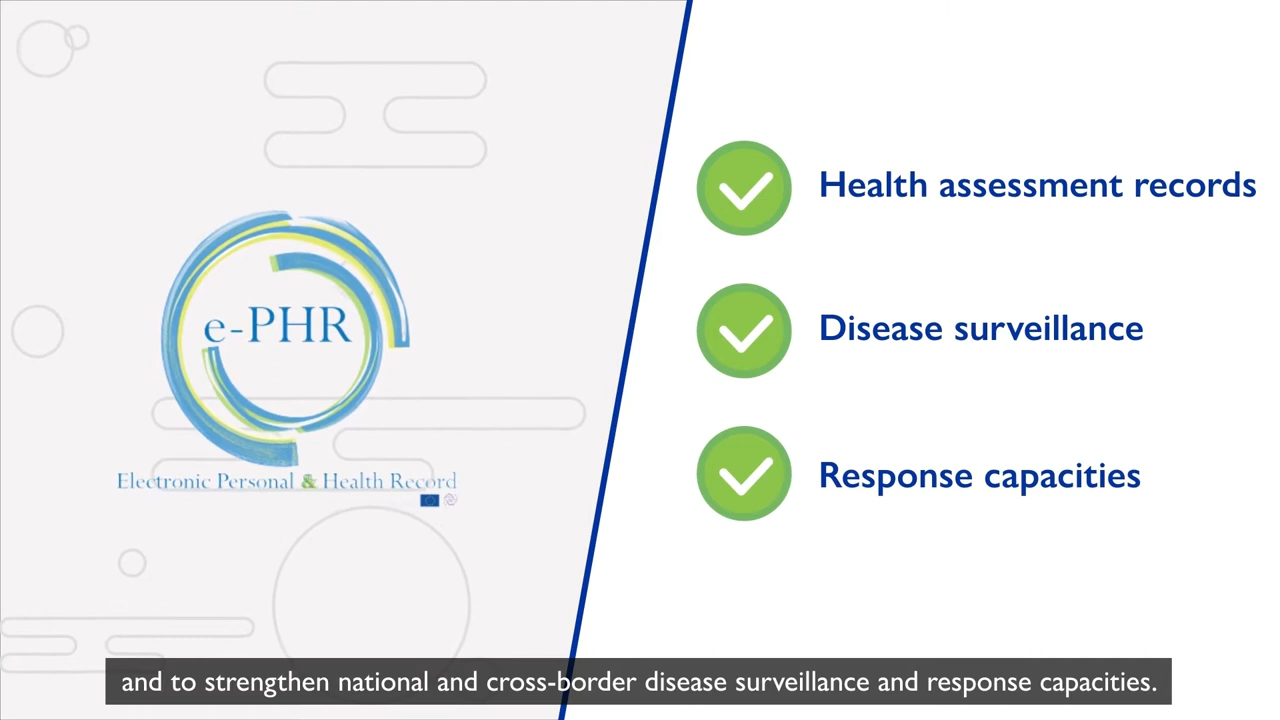 e-PHR
Electronic Personal & Health Record
Health assessment records
Disease surveillance
Response capacities
and to strengthen national and cross-border disease surveillance and response capacities.